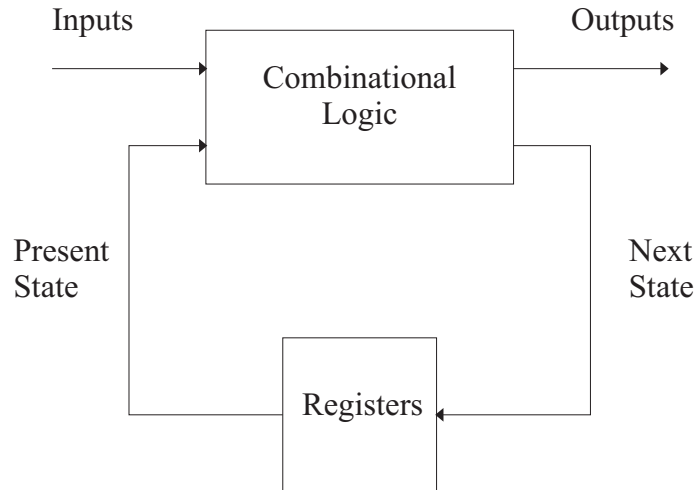 Inputs
Outputs
Combinational
Logic
Present
State
Next
State
Registers